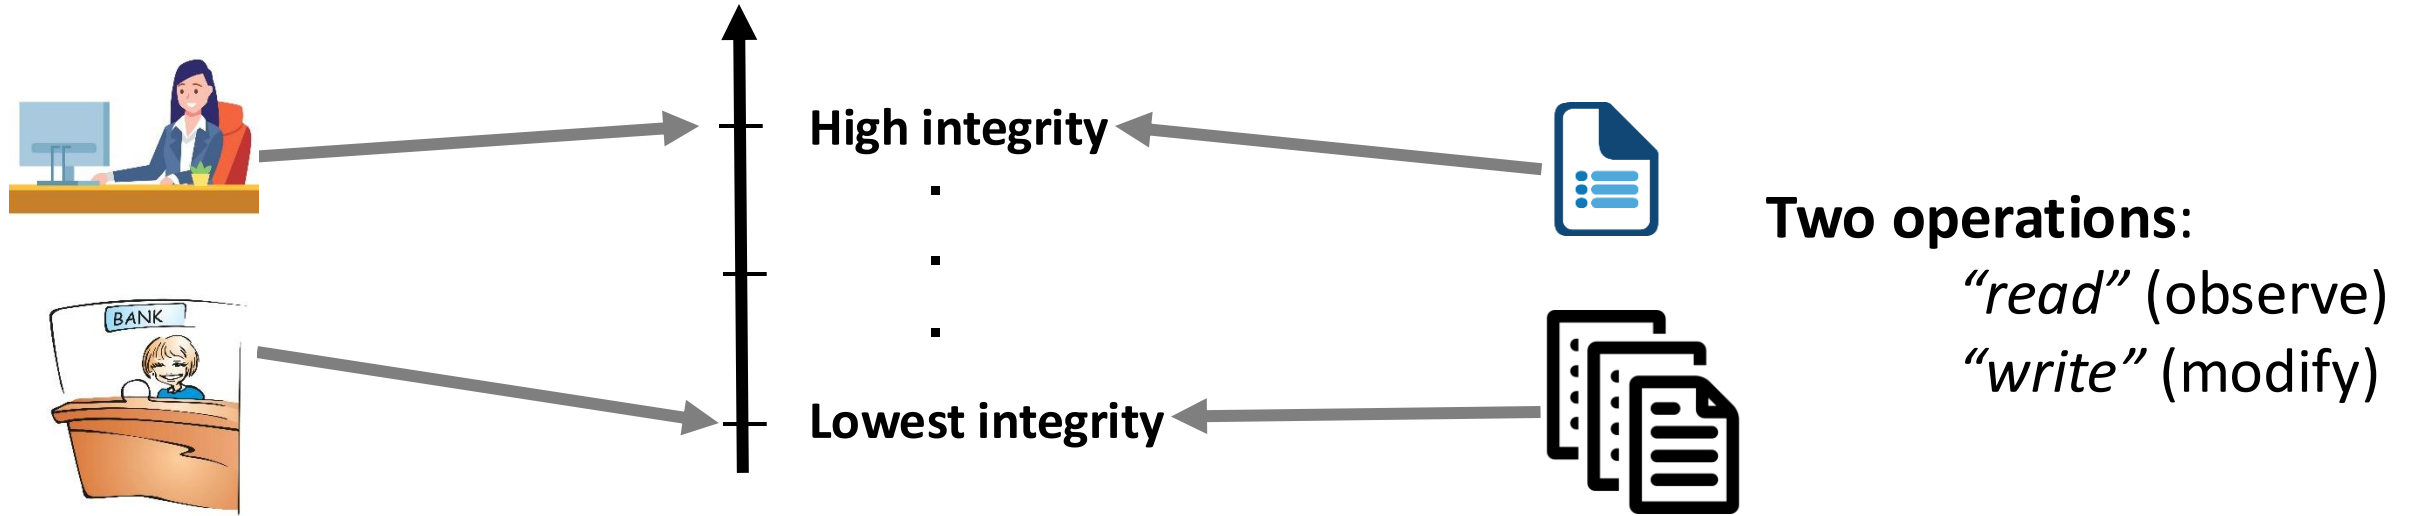 High integrity
.
.
.
Lowest integrity
BANK
Two operations:
“read” (observe)
“write” (modify)